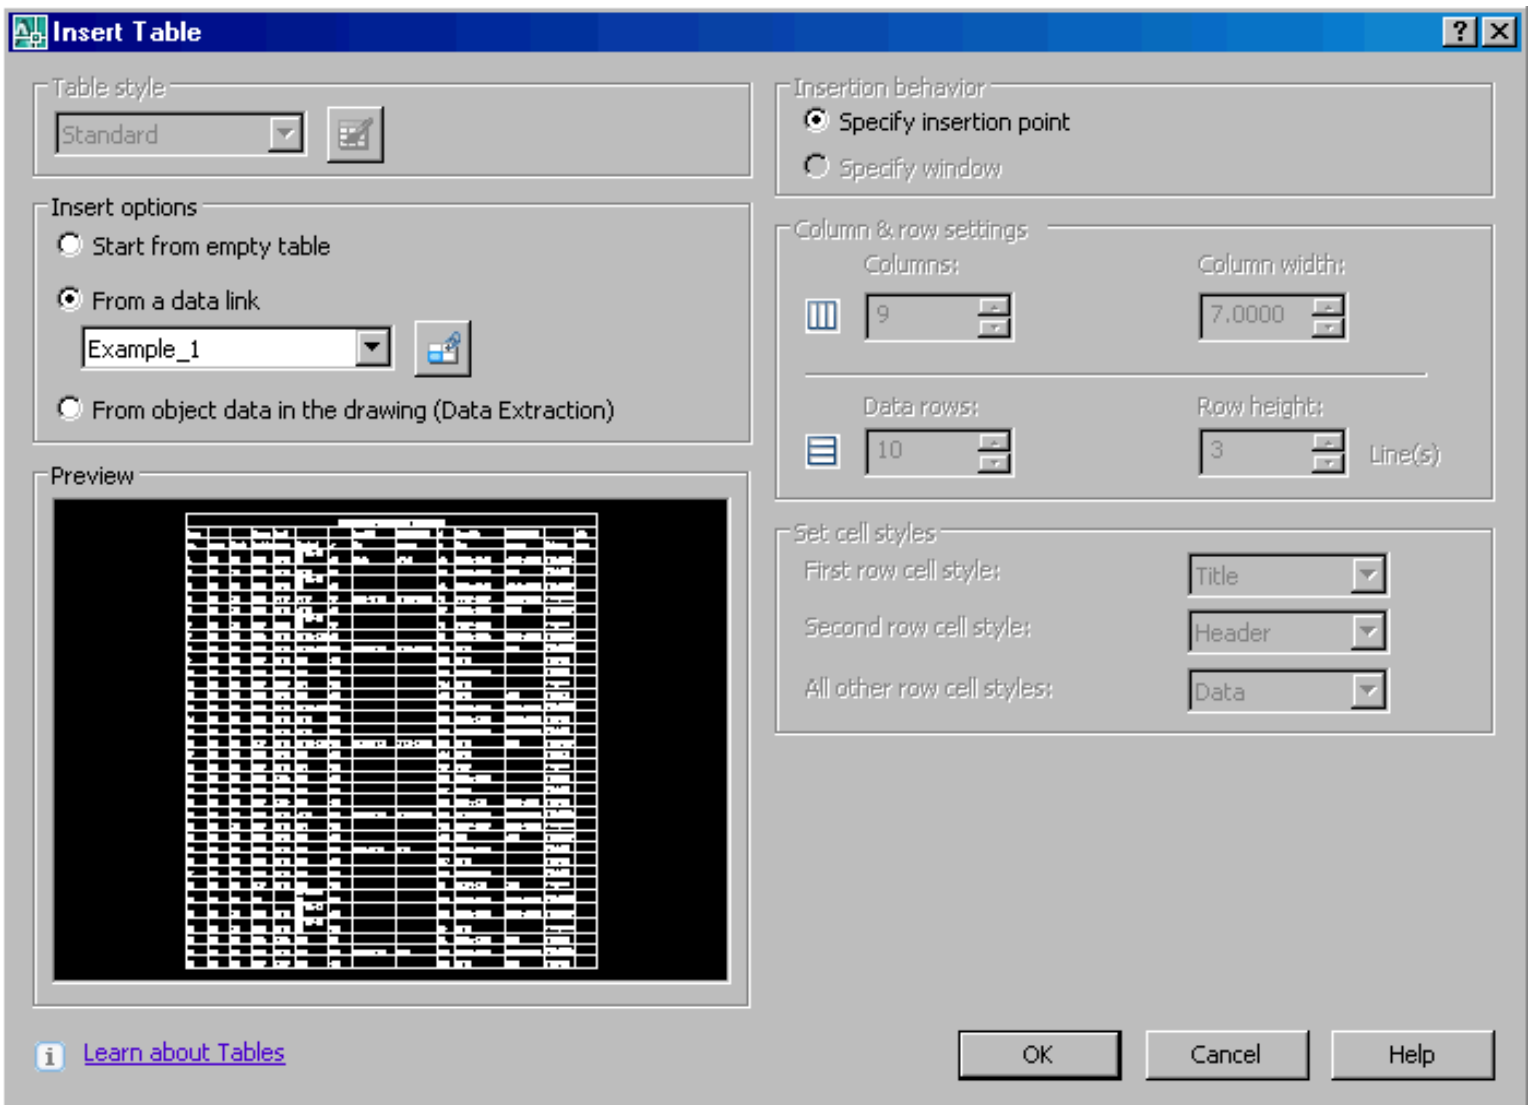 Insert Table
Table style
Standard
Insert options
Start from empty table
From a data link
Example_1
From object data in the drawing (Data Extraction)
Preview
Learn about Tables
Insertion behavior
Specify insertion point
Specify window
Column & row settings
Columns: Column width:
9 7.0000
Data rows: Row height:
10 3 Line(s)
Set cell styles
First row cell style: Title
Second row cell style: Header
All other row cell styles: Data
OK Cancel Help